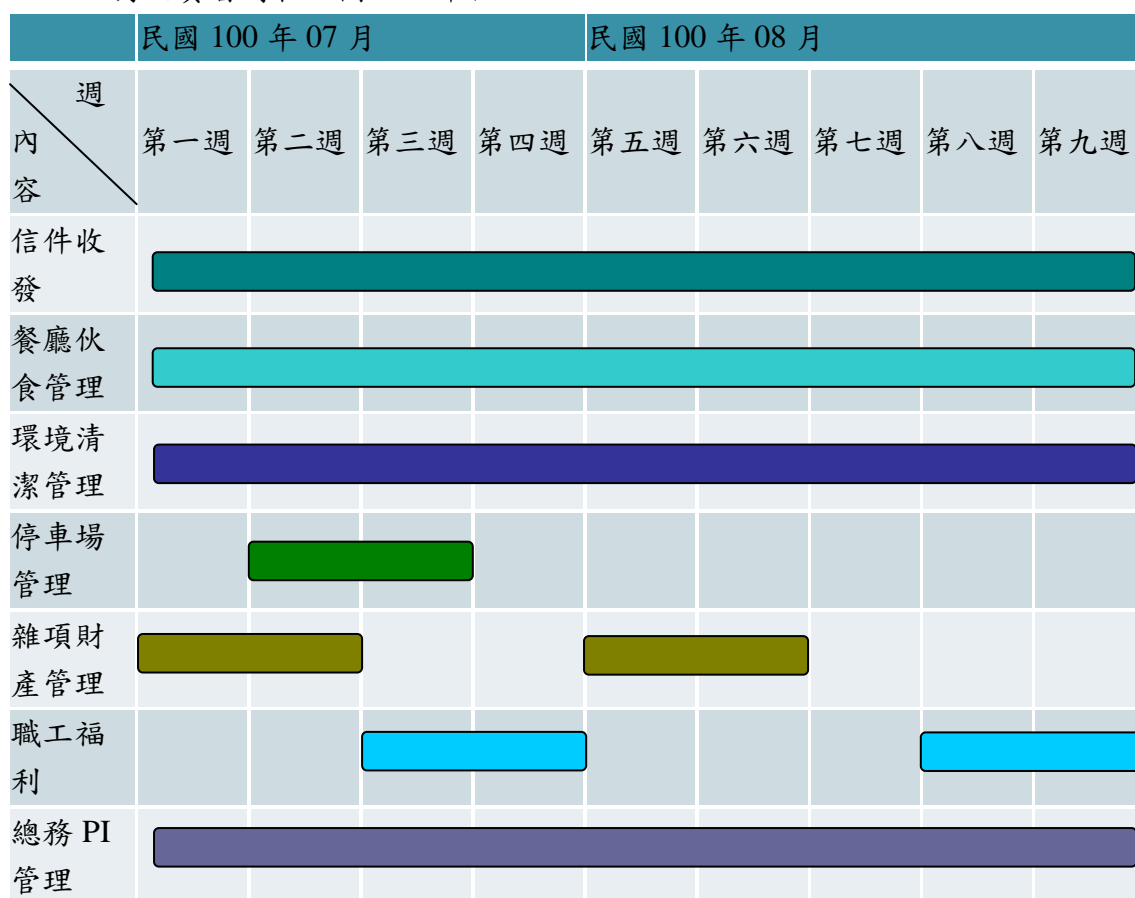 民國 100 年 07 月 民國 100 年 08 月
週
內
容
第一週 第二週 第三週 第四週 第五週 第六週 第七週 第八週 第九週
信件收
發
餐廳伙
食管理
環境清
潔管理
停車場
管理
雜項財
產管理
職工福
利
總務 PI
管理